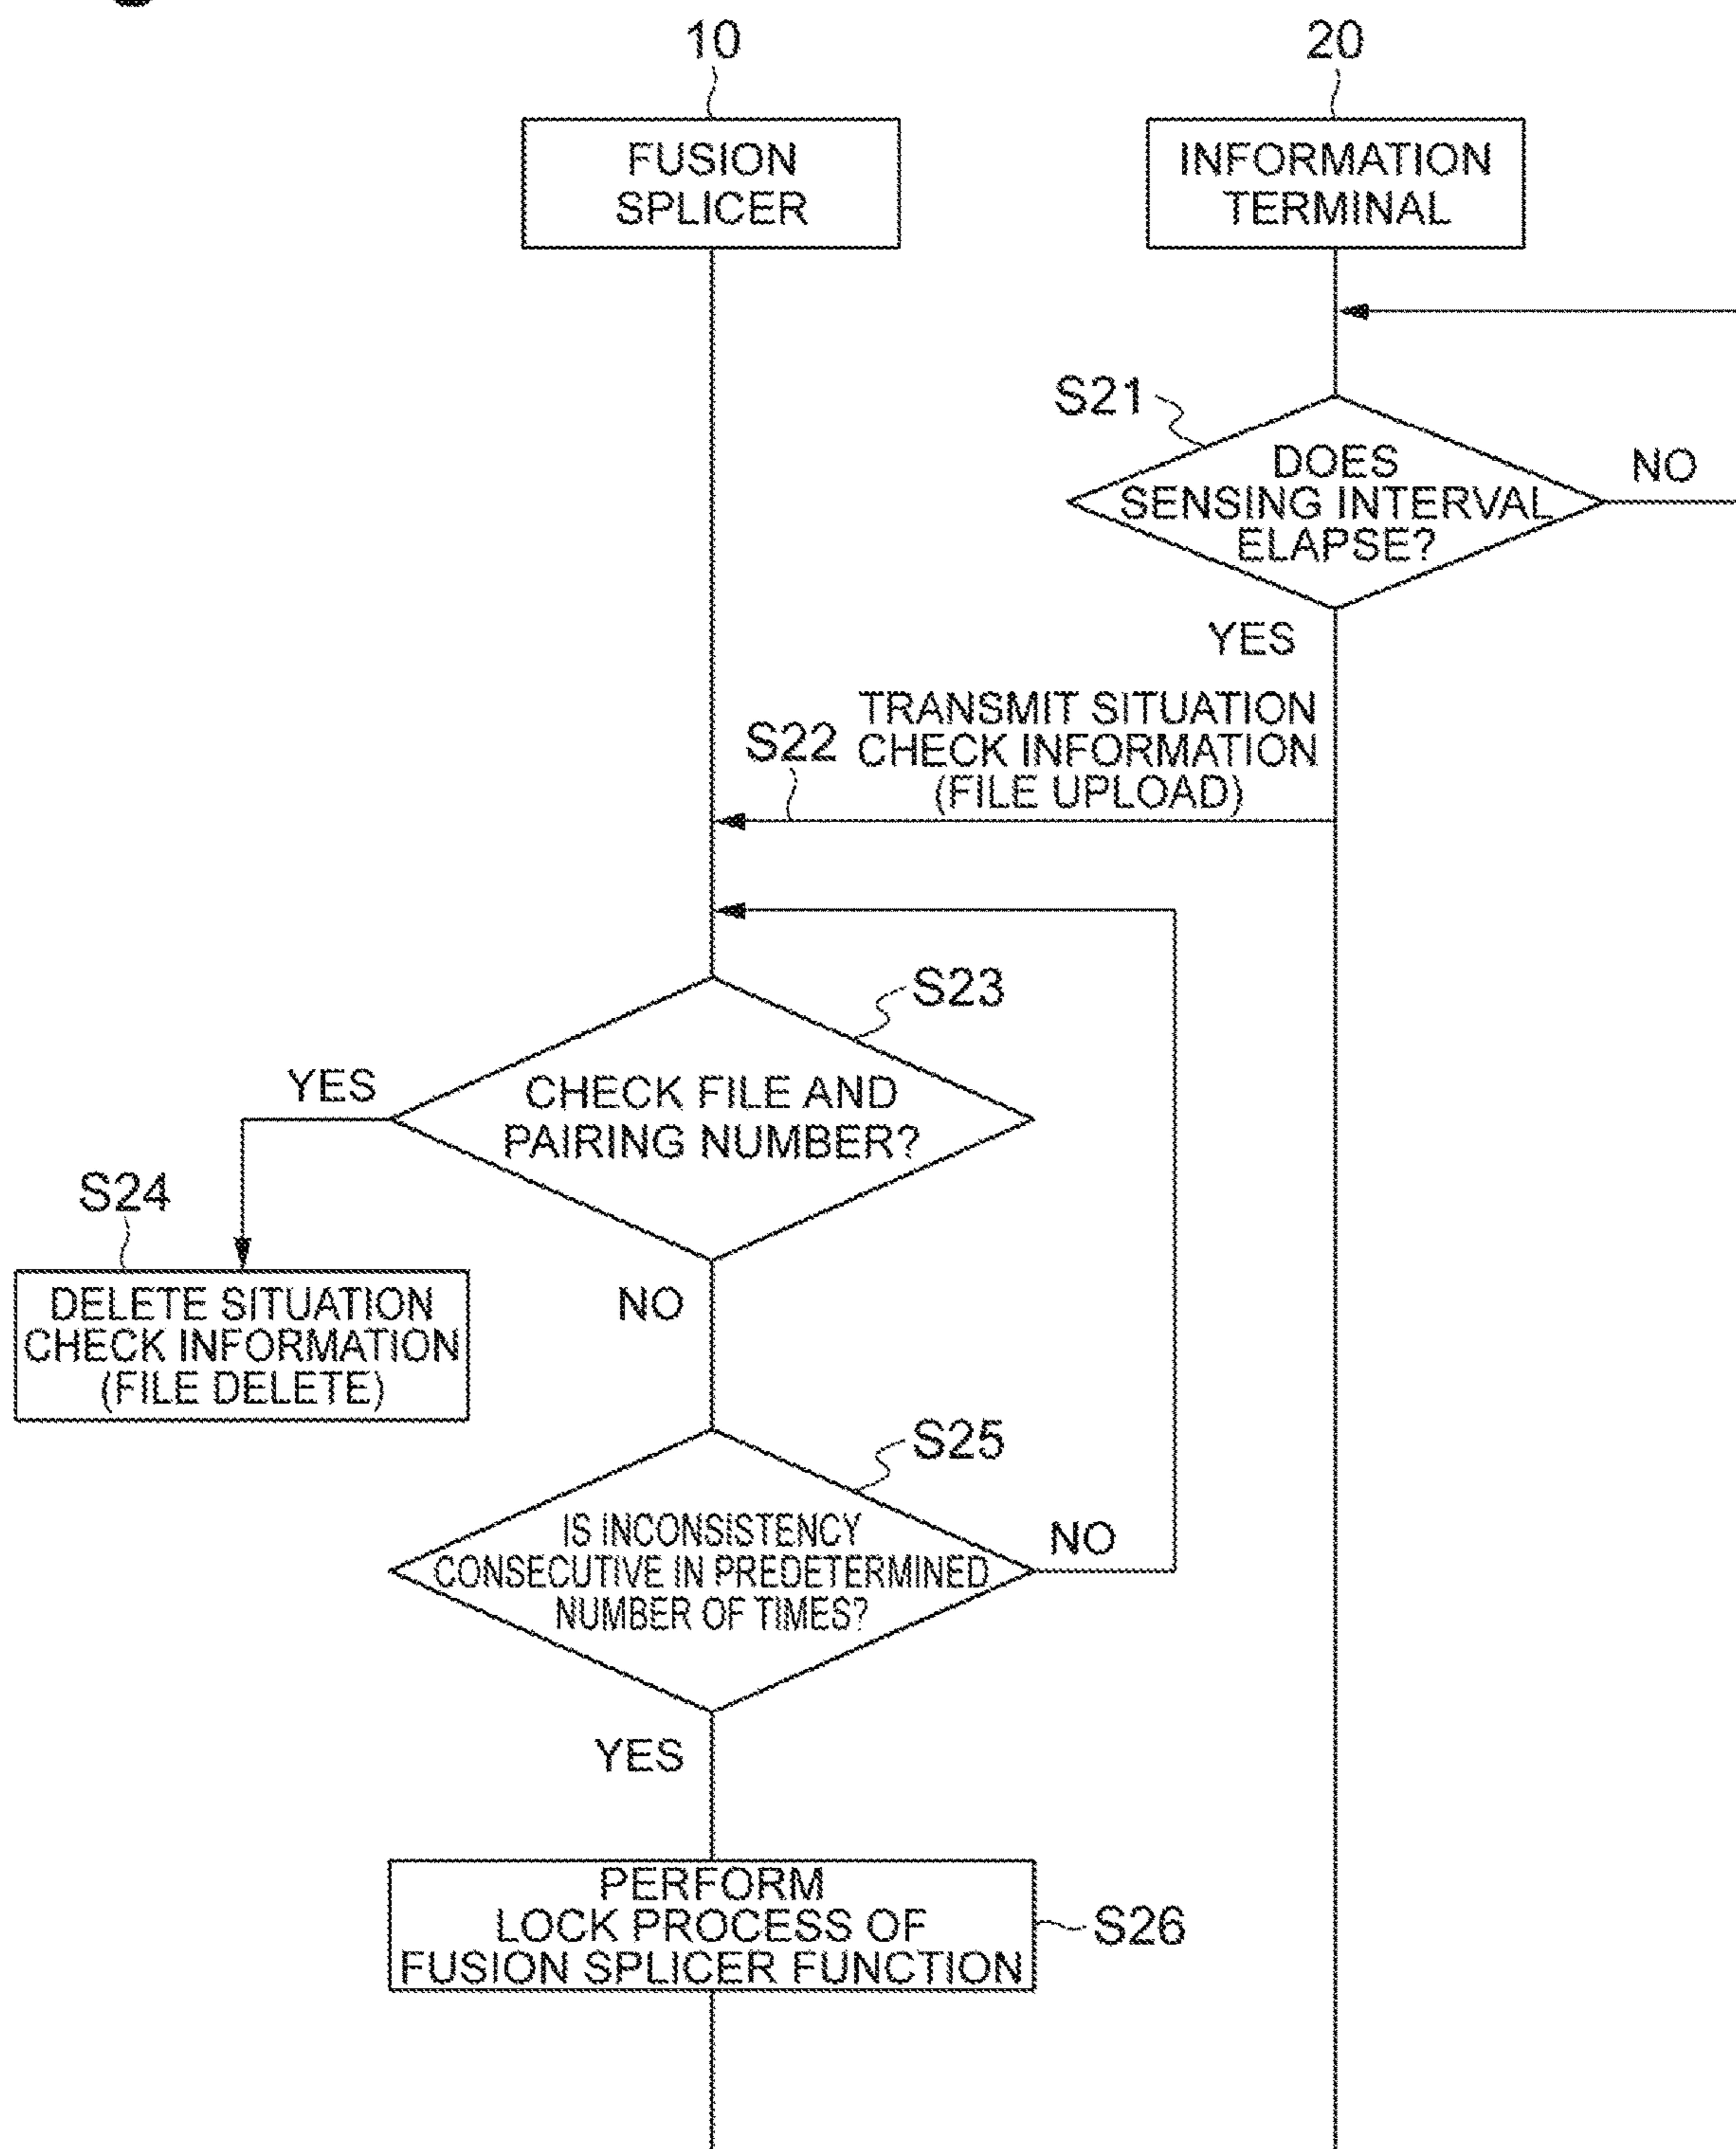 10
20
FUSION
SPLICER
INFORMATION
TERMINAL
S21
DOES
SENSING INTERVAL
ELAPSE?
NO
YES
TRANSMIT SITUATION
CHECK INFORMATION
(FILE UPLOAD)
S22
S23
CHECK FILE AND
PAIRING NUMBER?
YES
S24
DELETE SITUATION
CHECK INFORMATION
(FILE DELETE)
NO
S25
IS INCONSISTENCY
CONSECUTIVE IN PREDETERMINED
NUMBER OF TIMES?
NO
YES
PERFORM
LOCK PROCESS OF
FUSION SPLICER FUNCTION
S26